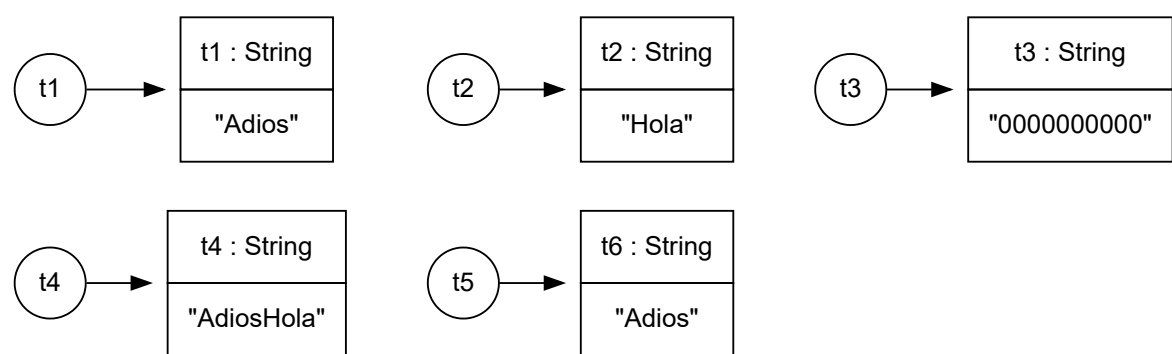 t1
t1 : String
"Adios"
t2
t2 : String
"Hola"
t3
t3 : String
"0000000000"
t4
t4 : String
"AdiosHola"
t5
t6 : String
"Adios"